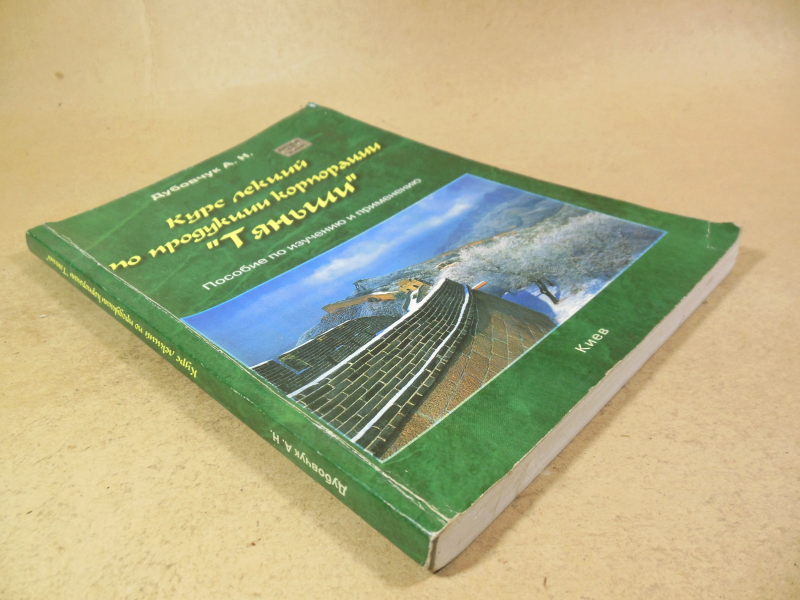 Дубовчук А. Н.
Курс лекций
по продукции корпорации
"Тяньши"
Пособие по изучению и применению
Киев
Курс лекций по продукции корпорации "Тяньши"
Дубовчук А. Н.